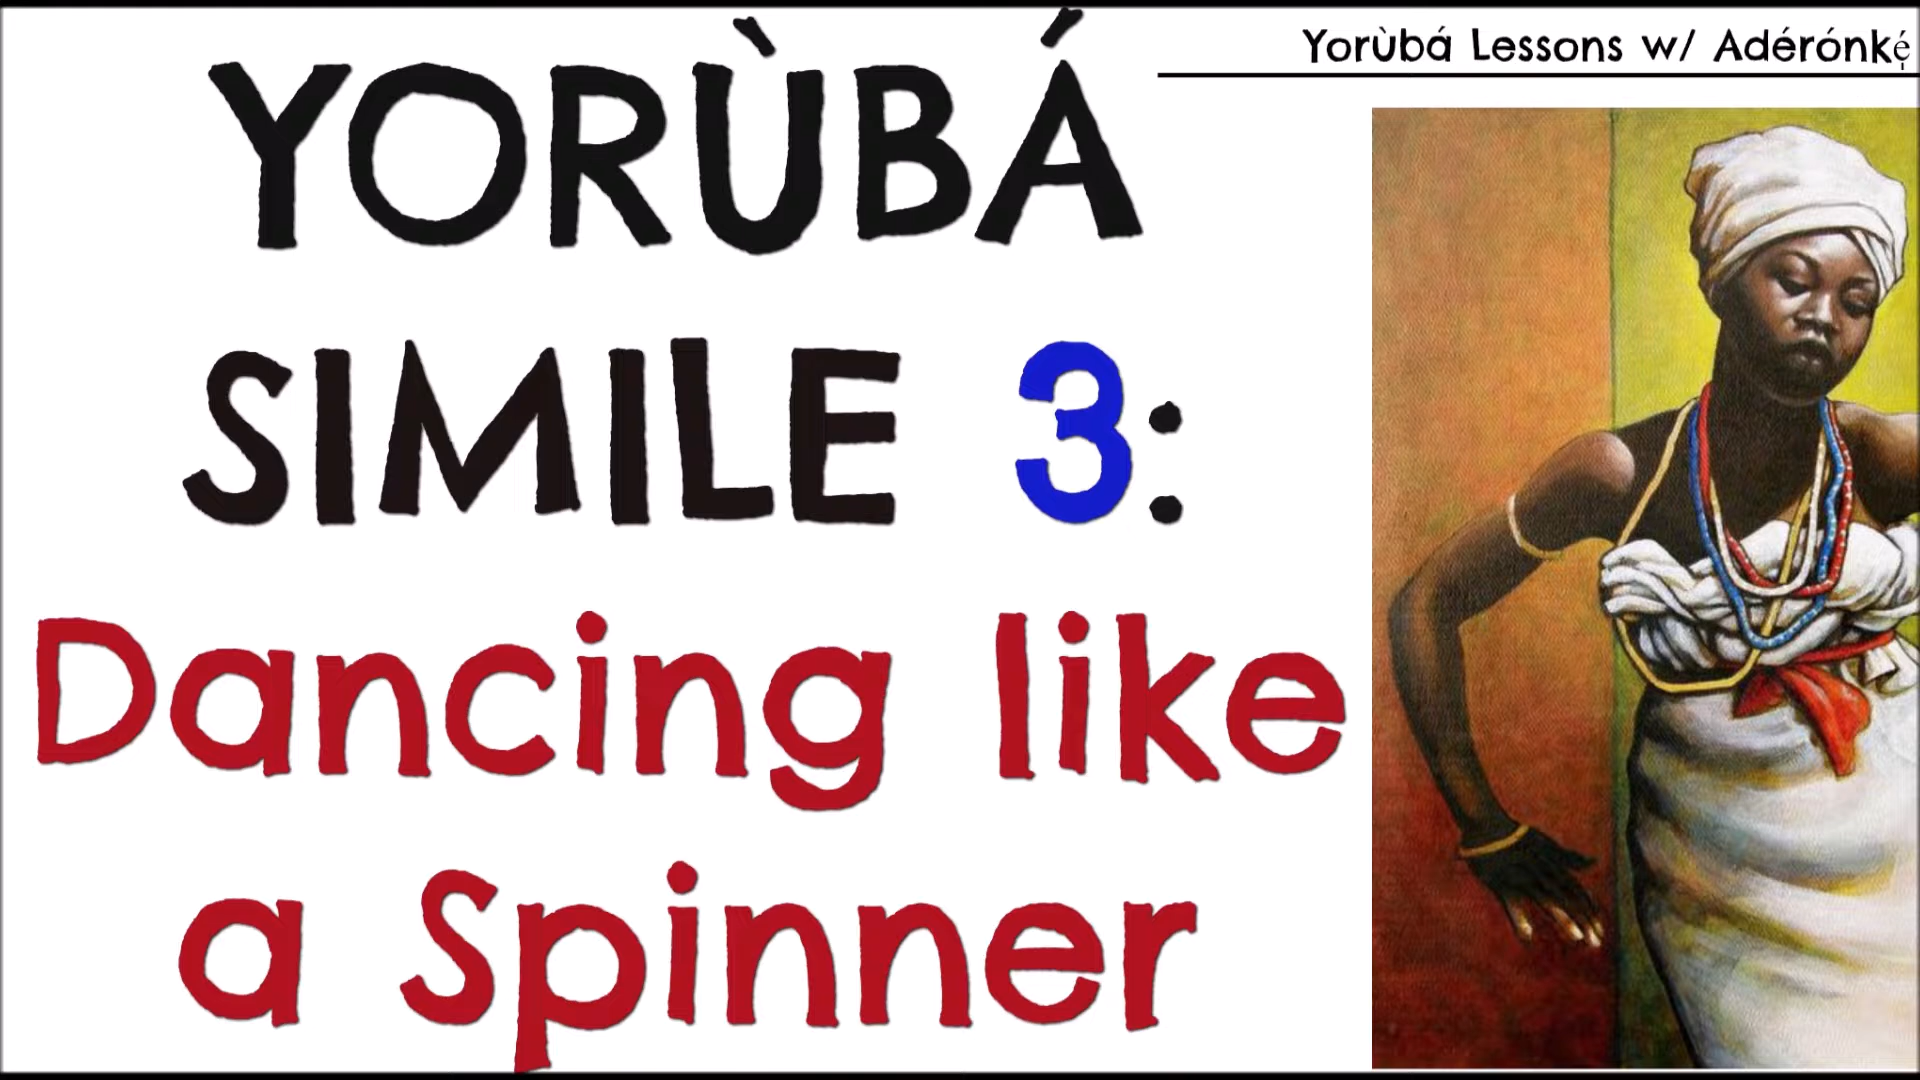 Yorùbá Lessons w/ Adérónkẹ́
YORÙBÁ
SIMILE 3:
Dancing like
a Spinner